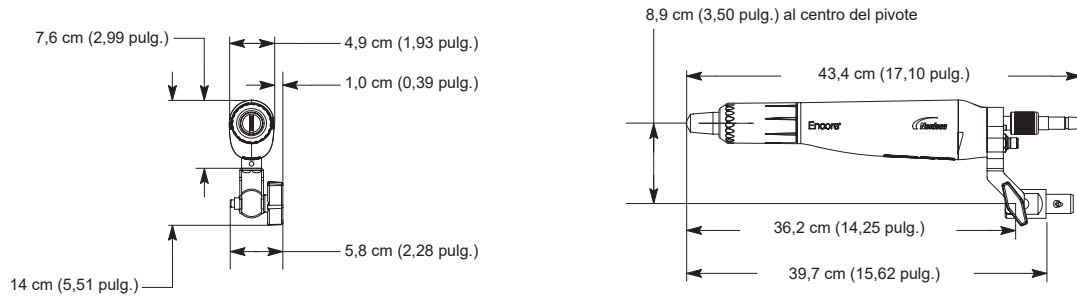 7,6 cm (2,99 pulg.)
4,9 cm (1,93 pulg.)
1,0 cm (0,39 pulg.)
5,8 cm (2,28 pulg.)
14 cm (5,51 pulg.)
8,9 cm (3,50 pulg.) al centro del pivote
43,4 cm (17,10 pulg.)
Encore®
Nordson
36,2 cm (14,25 pulg.)
39,7 cm (15,62 pulg.)